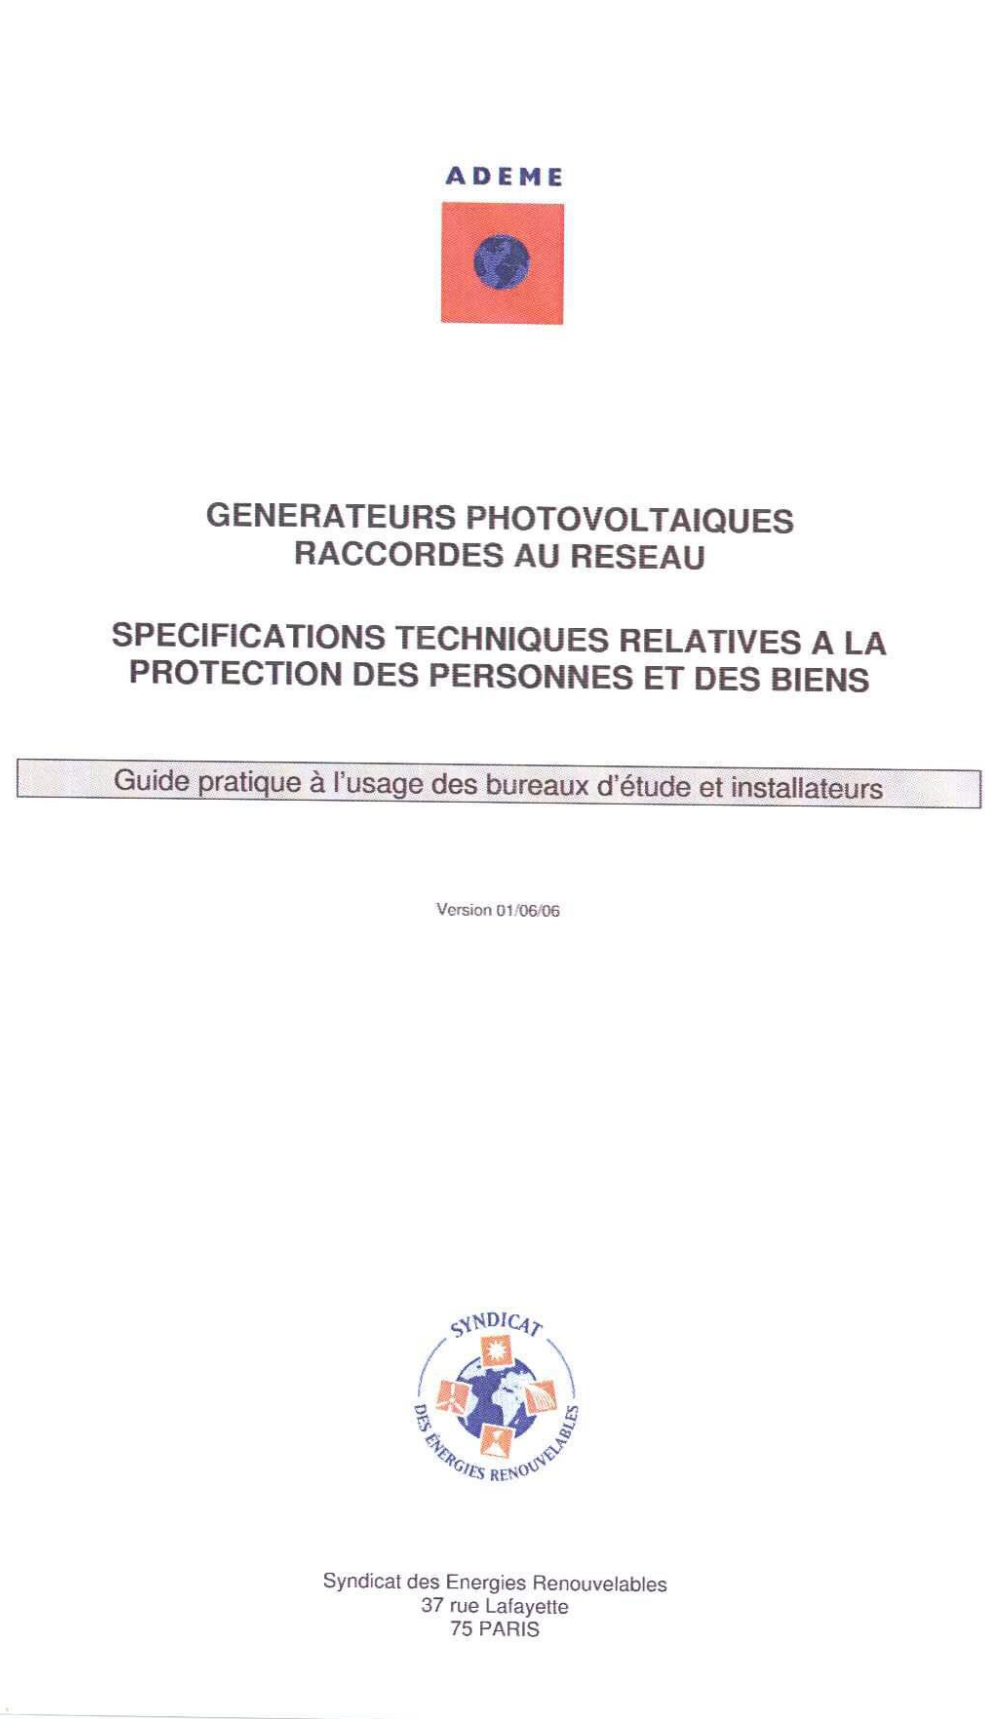 ADEME
GENERATEURS PHOTOVOLTAIQUES
RACCORDES AU RESEAU
SPECIFICATIONS TECHNIQUES RELATIVES A LA
PROTECTION DES PERSONNES ET DES BIENS
Guide pratique à l'usage des bureaux d'étude et installateurs
Version 01/06/06
SYNDICAT
DES ÉNERGIES RENOUVELABLES
Syndicat des Energies Renouvelables
37 rue Lafayette
75 PARIS